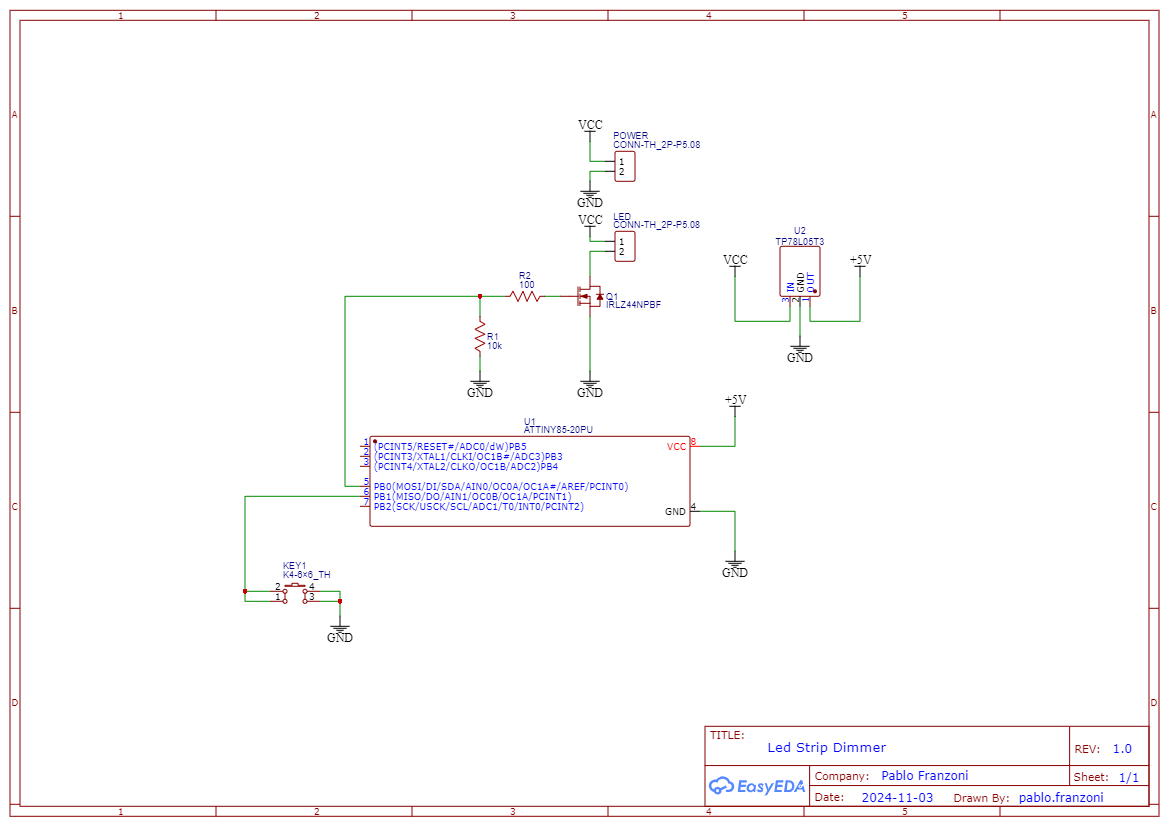 1 2 3 4 5
A A
VCC
POWER
CONN-TH_2P-P5.08
1
2
GND
VCC
LED
CONN-TH_2P-P5.08
1
2
U2
TP78L05T3
VCC
+5V
IN
GND
OUT
3 2 1
GND
R2
100
Q1
IRLZ44NPBF
B B
R1
10k
GND
GND
+5V
U1
ATTINY85-20PU
1 (PCINT5/RESET#/ADC0/dW)PB5
2 (PCINT3/XTAL1/CLKI/OC1B#/ADC3)PB3
3 (PCINT4/XTAL2/CLKO/OC1B/ADC2)PB4
VCC 8
5 PB0(MOSI/DI/SDA/AIN0/OC0A/OC1A#/AREF/PCINT0)
6 PB1(MISO/DO/AIN1/OC0B/OC1A/PCINT1)
7 PB2(SCK/USCK/SCL/ADC1/T0/INT0/PCINT2)
GND 4
C C
GND
KEY1
K4-6×6_TH
2 4
1 3
GND
D D
TITLE:
Led Strip Dimmer
REV: 1.0
EasyEDA
Company: Pablo Franzoni
Sheet: 1/1
Date: 2024-11-03 Drawn By: pablo.franzoni
1 2 3 4 5